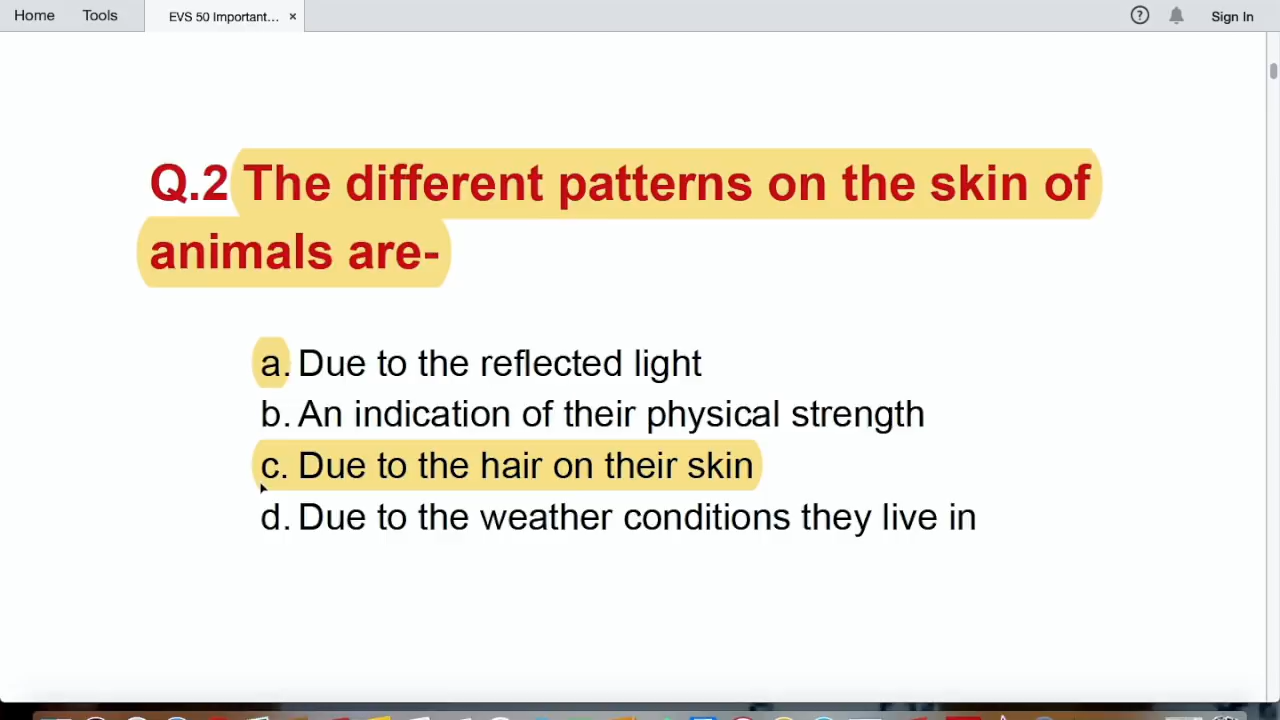 Home Tools EVS 50 Important... × ? Sign In
Q.2 The different patterns on the skin of
animals are-
a. Due to the reflected light
b. An indication of their physical strength
c. Due to the hair on their skin
d. Due to the weather conditions they live in